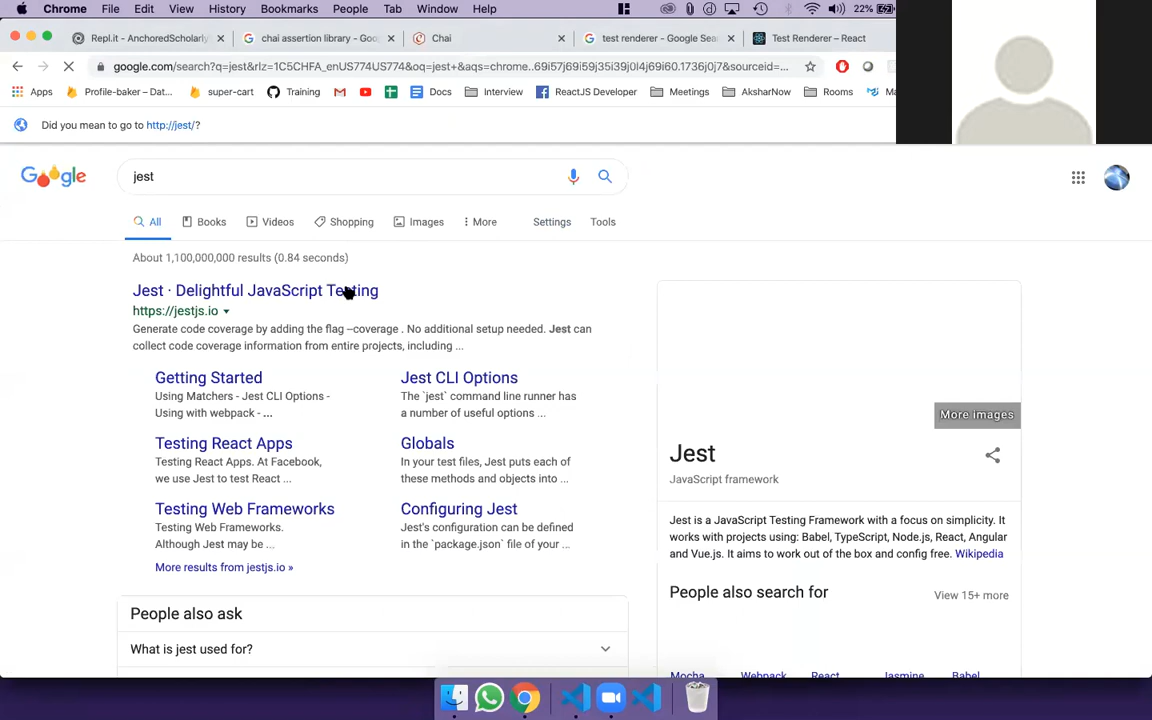 Chrome File Edit View History Bookmarks People Tab Window Help 22%
Repl.it - AnchoredScholarly
chai assertion library - Goo
Chai
test renderer - Google Sea
Test Renderer – React
google.com/search?q=jest&rlz=1C5CHFA_enUS774US774&oq=jest+&aqs=chrome..69i57j69i59j35i39j0l4j69i60.1736j0j7&sourceid=...
Apps Profile-baker – Dat... super-cart Training Docs Interview ReactJS Developer Meetings AksharNow Rooms Ma
Did you mean to go to http://jest/?
Google
jest
All Books Videos Shopping Images More Settings Tools
About 1,100,000,000 results (0.84 seconds)
Jest · Delightful JavaScript Testing
https://jestjs.io
Generate code coverage by adding the flag --coverage . No additional setup needed. Jest can
collect code coverage information from entire projects, including ...
Getting Started
Using Matchers - Jest CLI Options -
Using with webpack - ...
Jest CLI Options
The `jest` command line runner has
a number of useful options ...
Testing React Apps
Testing React Apps. At Facebook,
we use Jest to test React ...
Globals
In your test files, Jest puts each of
these methods and objects into ...
Testing Web Frameworks
Testing Web Frameworks.
Although Jest may be ...
Configuring Jest
Jest's configuration can be defined
in the `package.json` file of your ...
More results from jestjs.io »
People also ask
What is jest used for?
More images
Jest
JavaScript framework
Jest is a JavaScript Testing Framework with a focus on simplicity. It
works with projects using: Babel, TypeScript, Node.js, React, Angular
and Vue.js. It aims to work out of the box and config free. Wikipedia
People also search for
View 15+ more
Mocha Webpack React Jasmine Babel